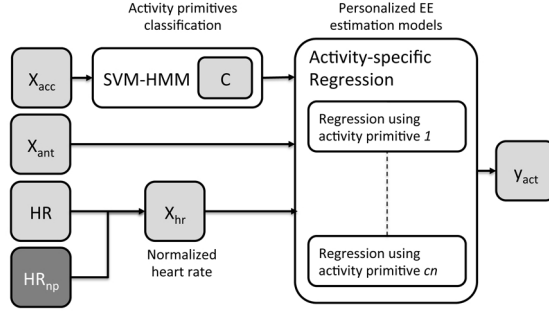 Activity primitives
classification
Personalized EE
estimation models
Xacc
SVM-HMM
C
Activity-specific
Regression
Regression using
activity primitive 1
Xant
yact
HR
Xhr
Normalized
heart rate
HRnp
Regression using
activity primitive cn